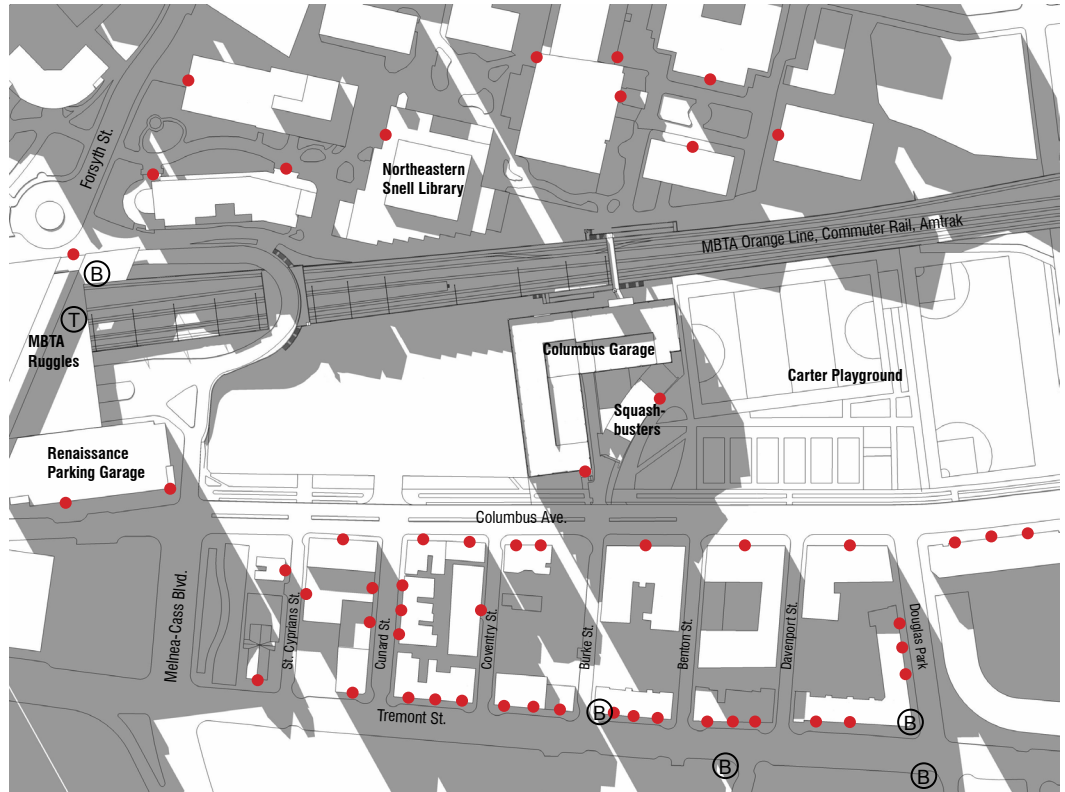 Forsyth St.
Northeastern
Snell Library
MBTA Orange Line, Commuter Rail, Amtrak
B
T
MBTA
Ruggles
Columbus Garage
Carter Playground
Squash-
busters
Renaissance
Parking Garage
Columbus Ave.
Melnea-Cass Blvd.
St. Cyprians St.
Cunard St.
Coventry St.
Burke St.
Benton St.
Davenport St.
Douglas Park
Tremont St.
B
B
B
B